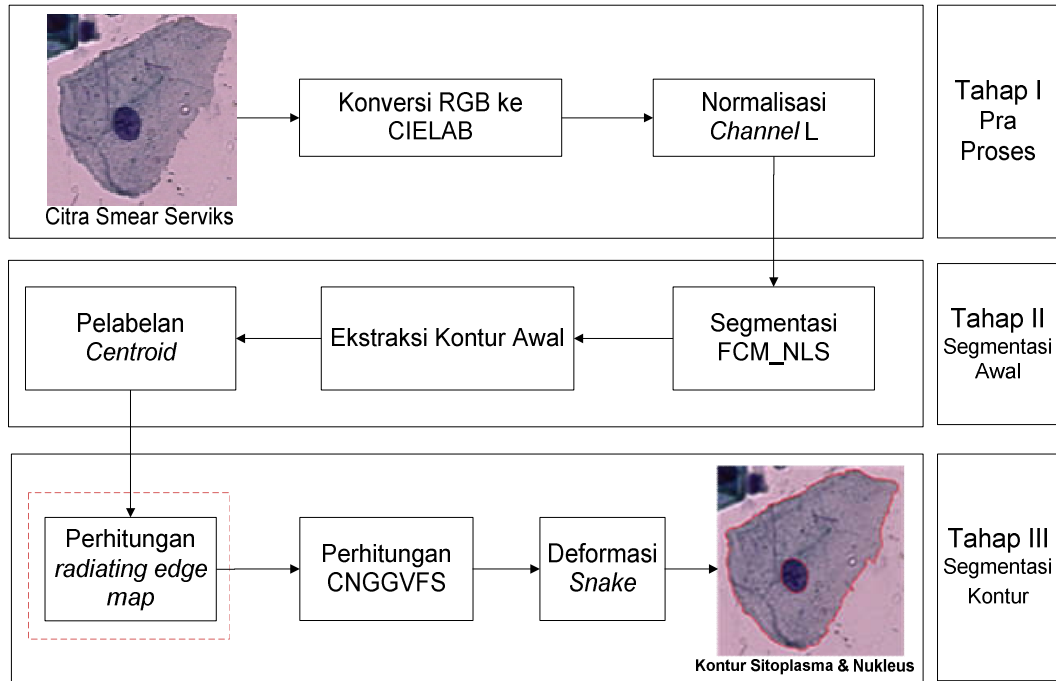 Citra Smear Serviks
Konversi RGB ke
CIELAB
Normalisasi
Channel L
Tahap I
Pra
Proses
Pelabelan
Centroid
Ekstraksi Kontur Awal
Segmentasi
FCM_NLS
Tahap II
Segmentasi
Awal
Perhitungan
radiating edge
map
Perhitungan
CNGGVFS
Deformasi
Snake
Kontur Sitoplasma & Nukleus
Tahap III
Segmentasi
Kontur